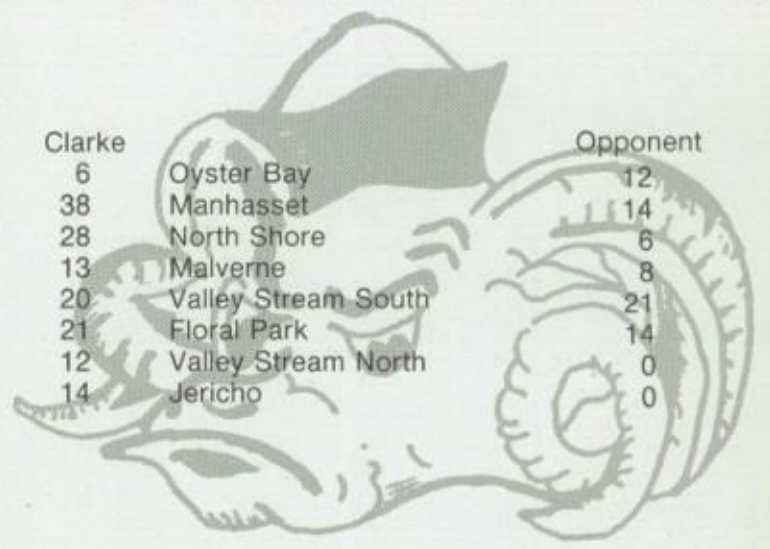 Clarke Opponent
6 Oyster Bay 12
38 Manhasset 14
28 North Shore 6
13 Malverne 8
20 Valley Stream South 21
21 Floral Park 14
12 Valley Stream North 0
14 Jericho 0